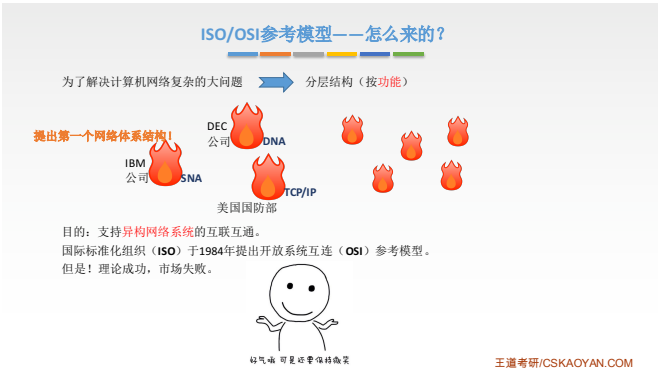 ISO/OSI参考模型——怎么来的？
为了解决计算机网络复杂的大问题
分层结构（按功能）
提出第一个网络体系结构！
DEC
公司
DNA
IBM
公司
SNA
TCP/IP
美国国防部
目的：支持异构网络系统的互联互通。
国际标准化组织（ISO）于1984年提出开放系统互连（OSI）参考模型。
但是！理论成功，市场失败。
好气哦 可是还要保持微笑
王道考研/CSKAOYAN.COM